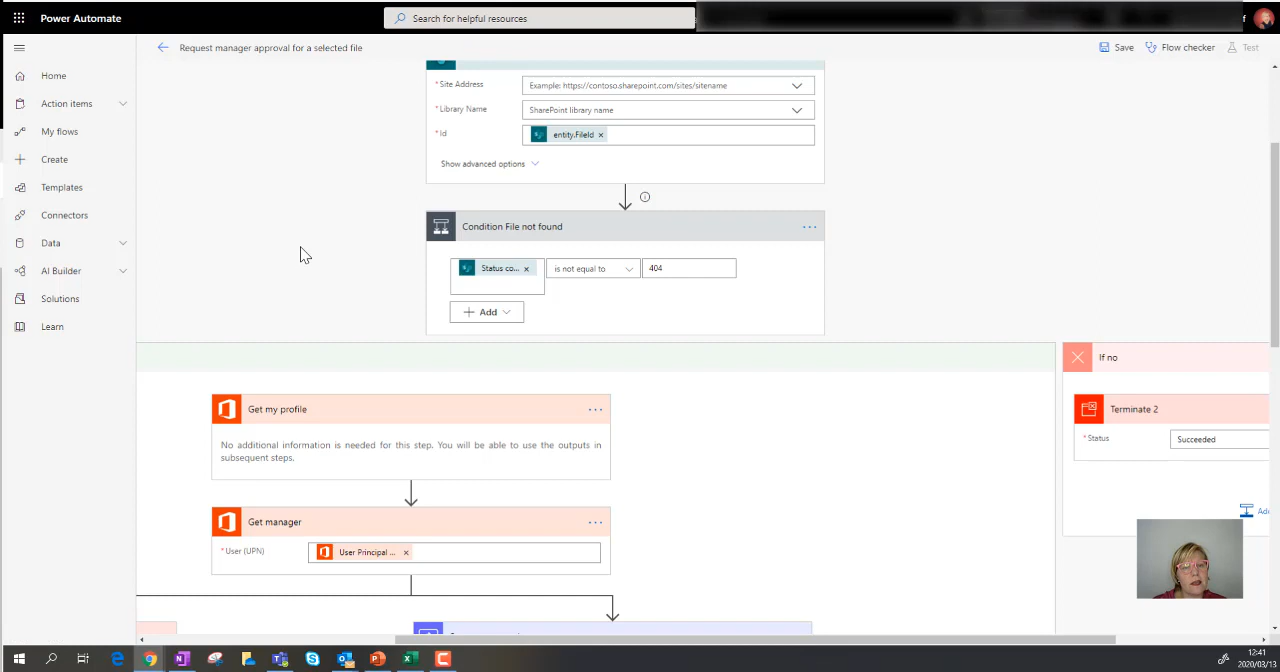 Power Automate
Search for helpful resources
f
Request manager approval for a selected file
Save
Flow checker
Test
Home
Action items
My flows
Create
Templates
Connectors
Data
AI Builder
Solutions
Learn
* Site Address
Example: https://contoso.sharepoint.com/sites/sitename
* Library Name
SharePoint library name
* Id
entity.FileId ×
Show advanced options
Condition File not found
Status co... ×
is not equal to
404
+ Add
If no
Get my profile
No additional information is needed for this step. You will be able to use the outputs in
subsequent steps.
Terminate 2
* Status
Succeeded
Get manager
* User (UPN)
User Principal ... ×
Add
12:41
2020/03/13